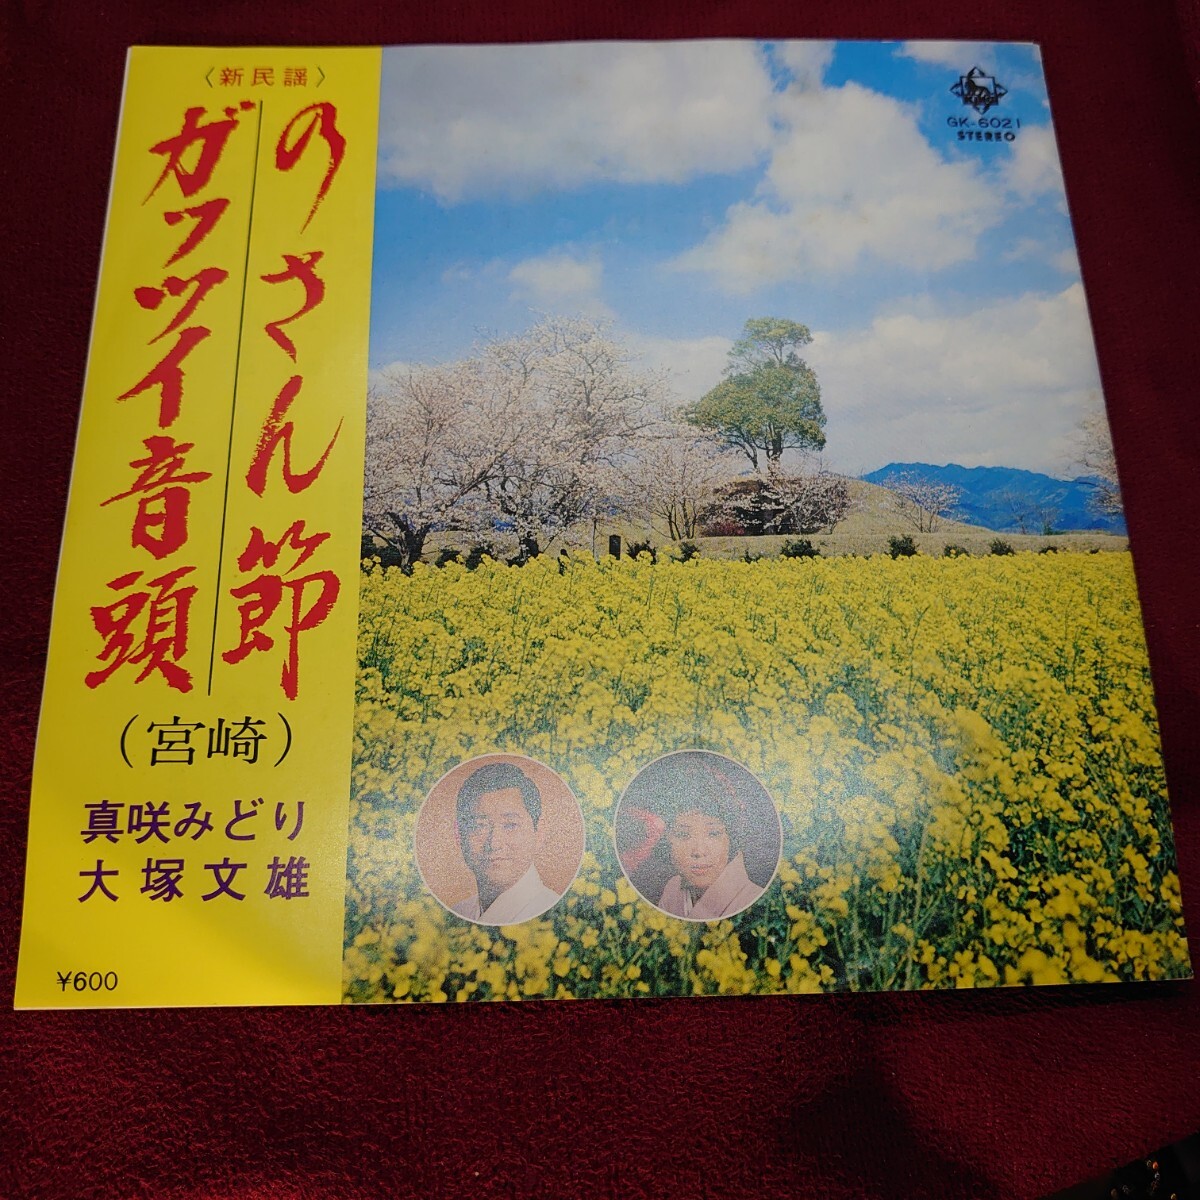 〈新民謡〉
のさん節
ガッツイ音頭
(宮崎)
真咲みどり
大塚文雄
¥600
GK-6021
STEREO